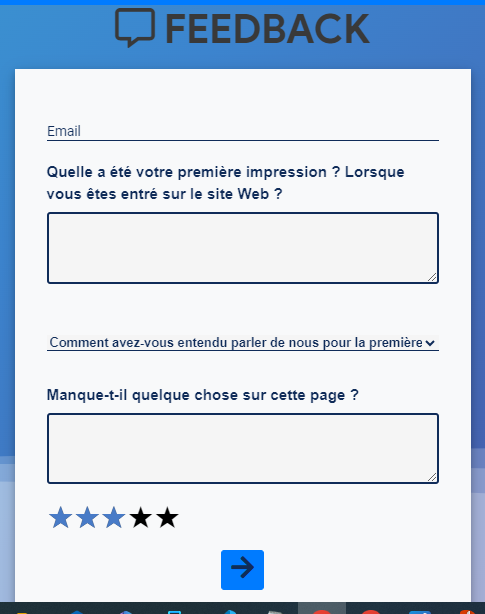 FEEDBACK
Email
Quelle a été votre première impression ? Lorsque
vous êtes entré sur le site Web ?
Comment avez-vous entendu parler de nous pour la première
Manque-t-il quelque chose sur cette page ?